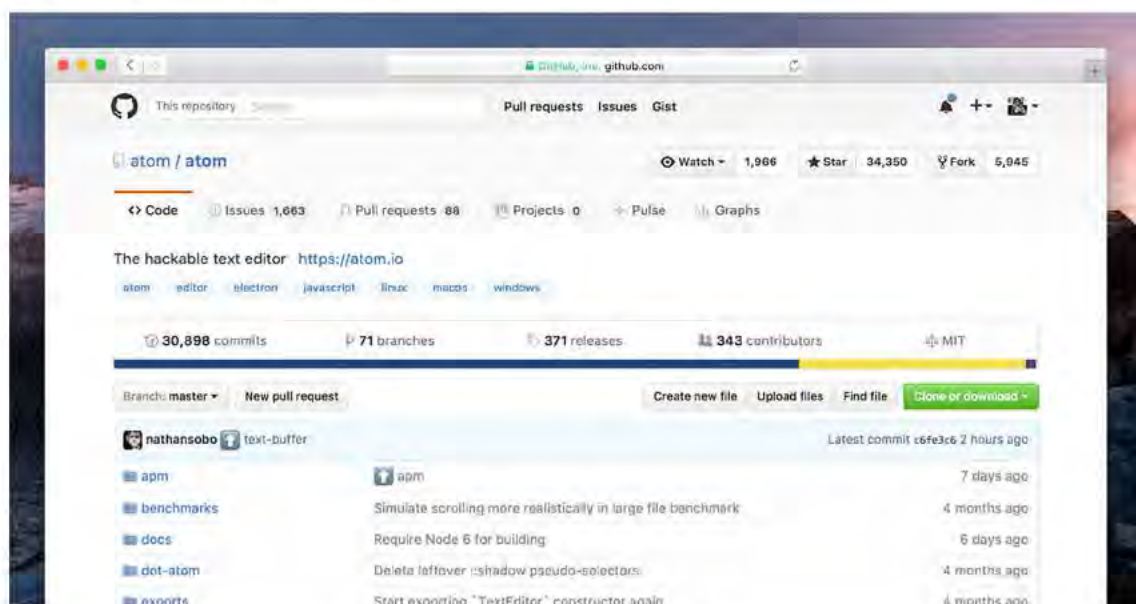 GitHub, Inc. github.com
This repository Search Pull requests Issues Gist
atom / atom Watch 1,966 Star 34,350 Fork 5,945
<> Code Issues 1,663 Pull requests 88 Projects 0 Pulse Graphs
The hackable text editor https://atom.io
atom editor electron javascript linux macos windows
30,898 commits 71 branches 371 releases 343 contributors MIT
Branch: master New pull request Create new file Upload files Find file Clone or download
nathansobo text-buffer Latest commit c6fe3c6 2 hours ago
apm apm 7 days ago
benchmarks Simulate scrolling more realistically in large file benchmark 4 months ago
docs Require Node 6 for building 6 days ago
dot-atom Delete leftover ::shadow pseudo-selectors. 4 months ago
exports Start exporting `TextEditor` constructor again 4 months ago